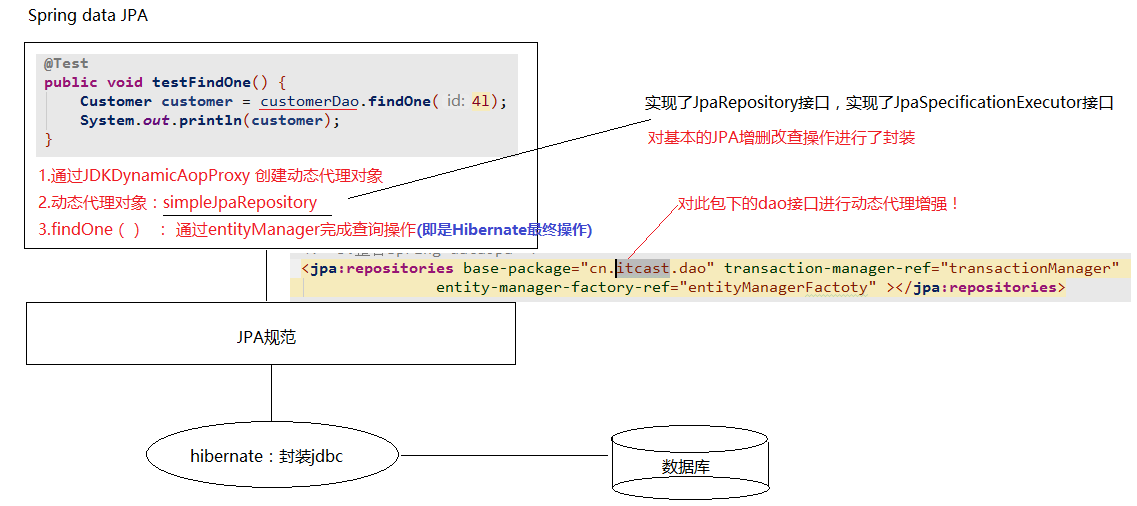 Spring data JPA
@Test
public void testFindOne() {
Customer customer = customerDao.findOne( id: 4l);
System.out.println(customer);
}
1.通过JDKDynamicAopProxy 创建动态代理对象
2.动态代理对象：simpleJpaRepository
3.findOne（ ） ： 通过entityManager完成查询操作(即是Hibernate最终操作)
实现了JpaRepository接口，实现了JpaSpecificationExecutor接口
对基本的JPA增删改查操作进行了封装
对此包下的dao接口进行动态代理增强！
<jpa:repositories base-package="cn.itcast.dao" transaction-manager-ref="transactionManager"
entity-manager-factory-ref="entityManagerFactoty" ></jpa:repositories>
JPA规范
hibernate：封装jdbc
数据库